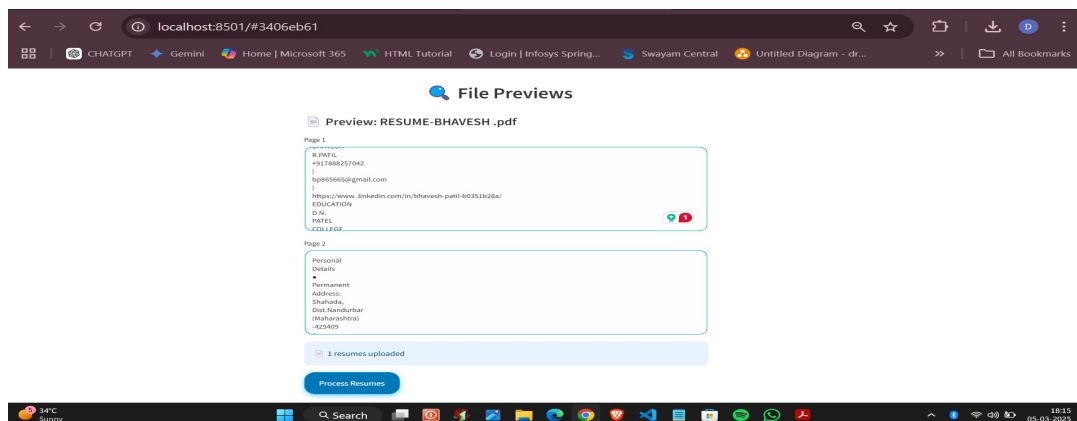 localhost:8501/#3406eb61
D
CHATGPT
Gemini
Home | Microsoft 365
HTML Tutorial
Login | Infosys Spring...
Swayam Central
Untitled Diagram - dr...
»
All Bookmarks
File Previews
Preview: RESUME-BHAVESH .pdf
Page 1
R.PATIL
+917888257042
|
bp865665@gmail.com
|
https://www .linkedin.com/in/bhavesh-patil-b0351b28a/
EDUCATION
D.N.
PATEL
COLLEGE
1
Page 2
Personal
Details
●
Permanent
Address:
Shahada,
Dist.Nandurbar
(Maharashtra)
-425409
1 resumes uploaded
Process Resumes
5
34°C
Sunny
Search
18:15
05-03-2025